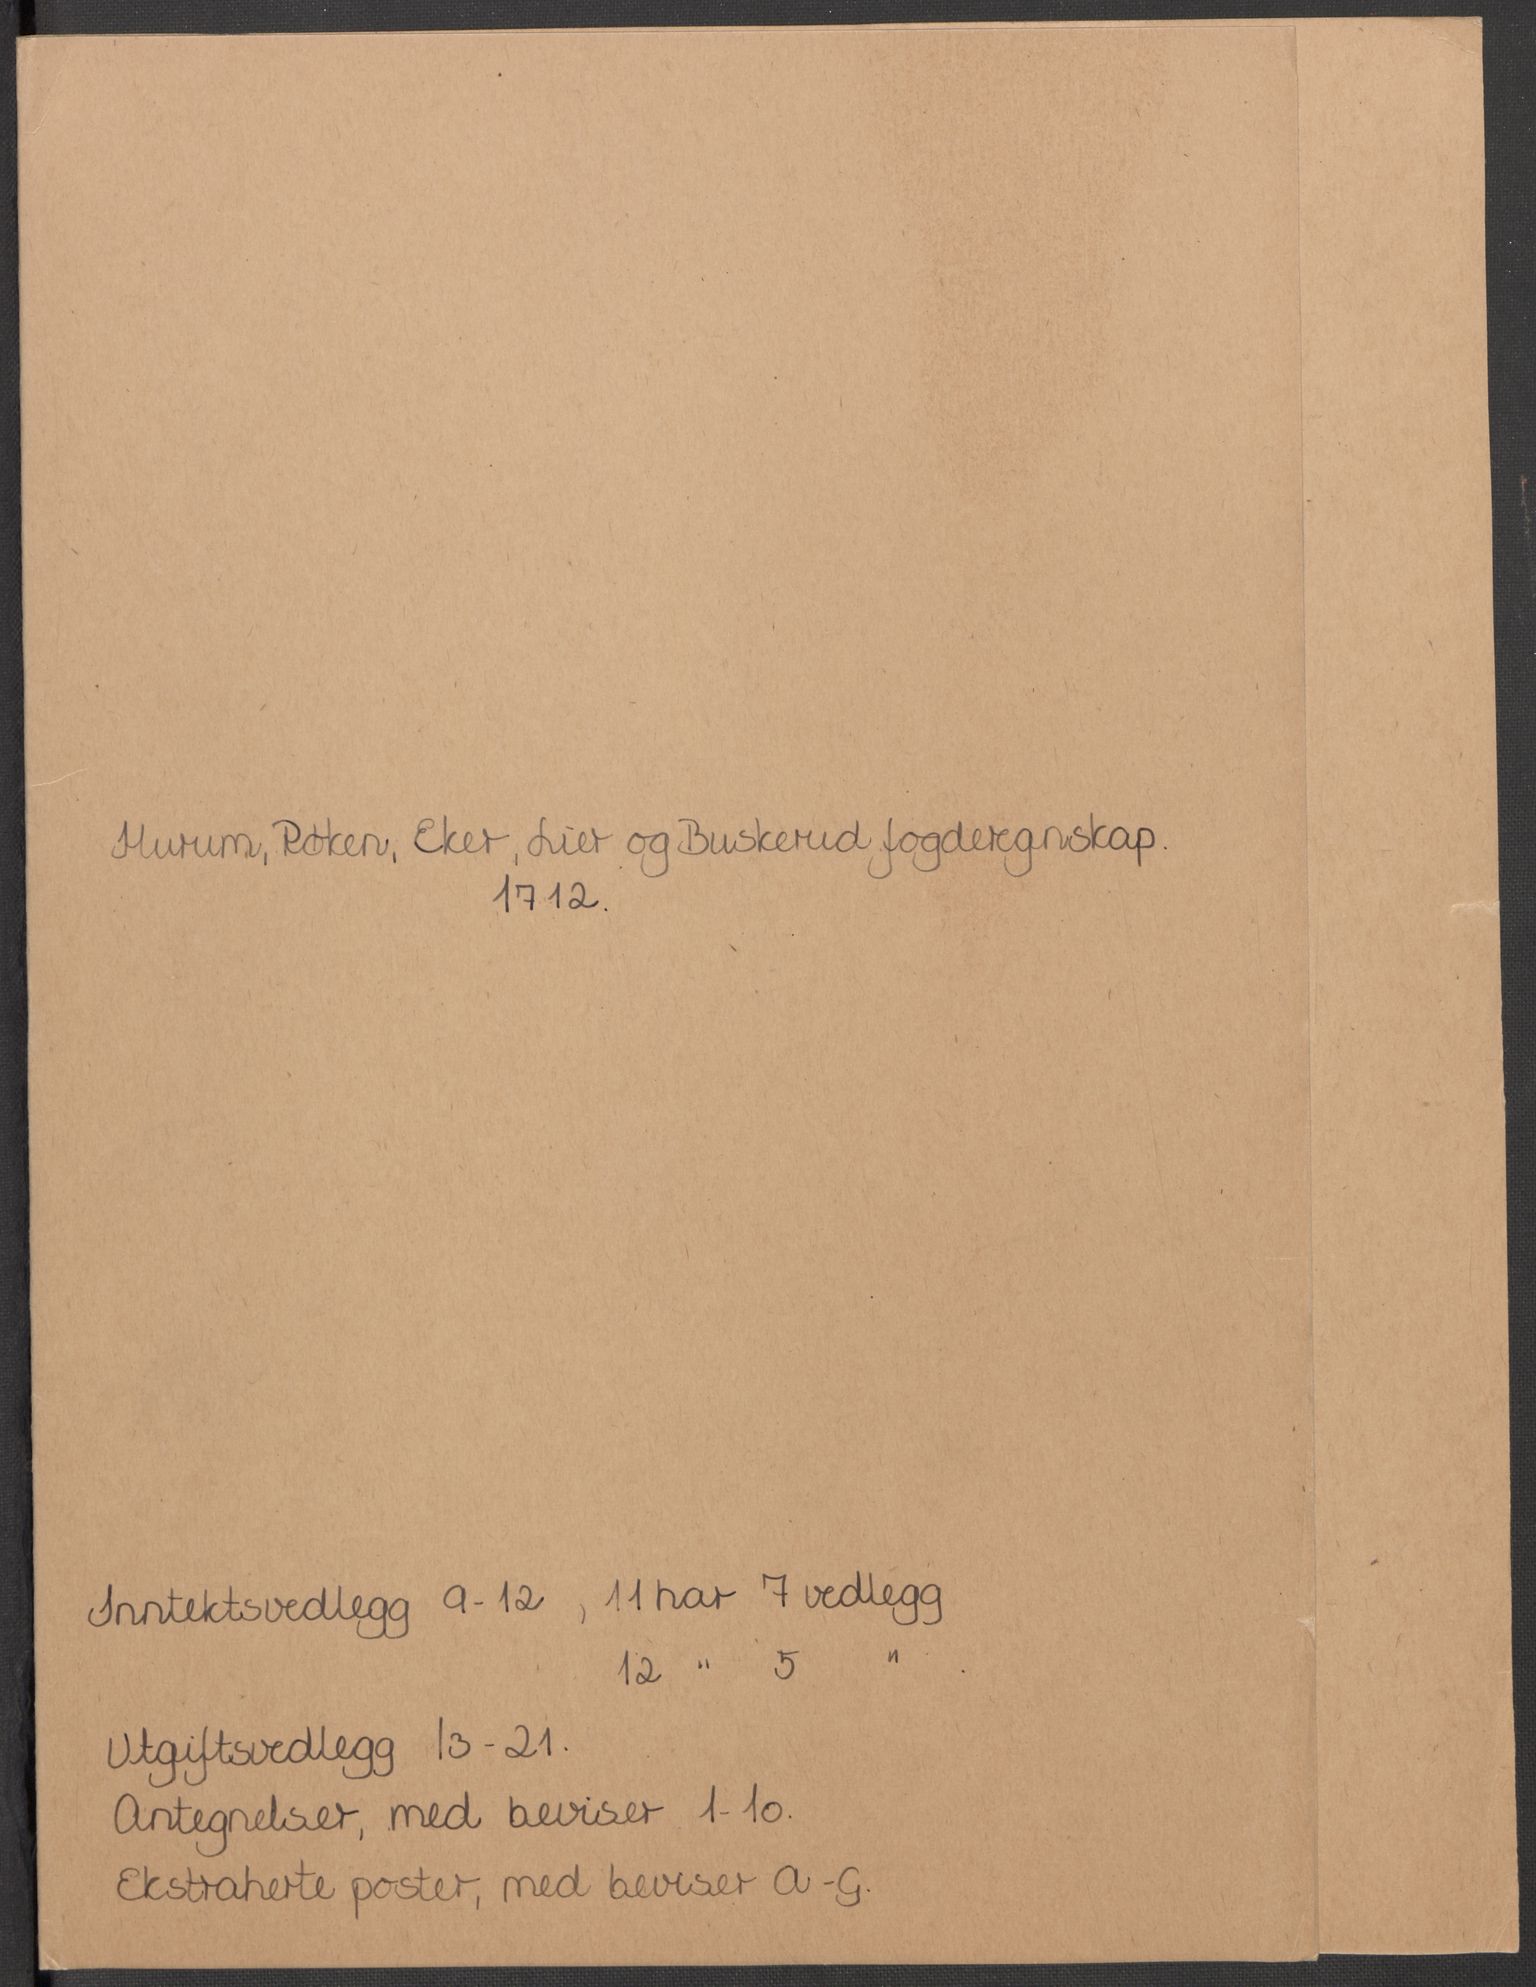 Hurum, Røken, Eker, Lier og Buskerud fogderegnskap.
1712.
Inntektsvedlegg 9-12, 11 har 7 vedlegg
12 " 5 " .
Utgiftsvedlegg 13-21.
Antegnelser, med beviser 1-10.
Ekstraherte poster, med beviser A-G.